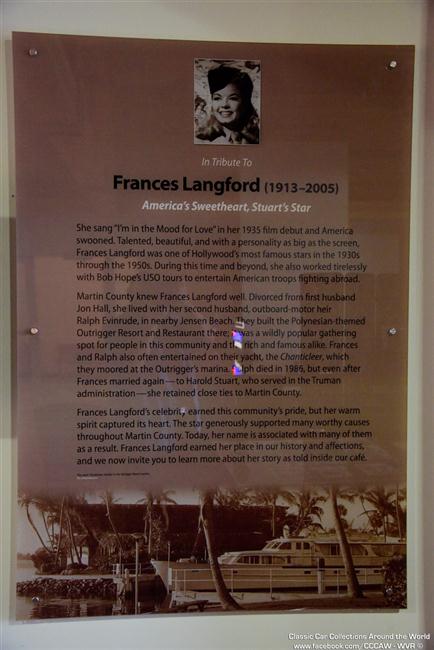 In Tribute To
Frances Langford (1913–2005)
America's Sweetheart, Stuart's Star
She sang "I'm in the Mood for Love" in her 1935 film debut and America
swooned. Talented, beautiful, and with a personality as big as the screen,
Frances Langford was one of Hollywood's most famous stars in the 1930s
through the 1950s. During this time and beyond, she also worked tirelessly
with Bob Hope's USO tours to entertain American troops fighting abroad.
Martin County knew Frances Langford well. Divorced from first husband
Jon Hall, she lived with her second husband, outboard-motor heir
Ralph Evinrude, in nearby Jensen Beach. They built the Polynesian-themed
Outrigger Resort and Restaurant there; it was a wildly popular gathering
spot for people in this community and the rich and famous alike. Frances
and Ralph also often entertained on their yacht, the Chanticleer, which
they moored at the Outrigger's marina. Ralph died in 1986, but even after
Frances married again—to Harold Stuart, who served in the Truman
administration—she retained close ties to Martin County.
Frances Langford's celebrity earned this community's pride, but her warm
spirit captured its heart. The star generously supported many worthy causes
throughout Martin County. Today, her name is associated with many of them
as a result. Frances Langford earned her place in our history and affections,
and we now invite you to learn more about her story as told inside our café.
Classic Car Collections Around the World
www.facebook.com/CCCAW - WVR ©